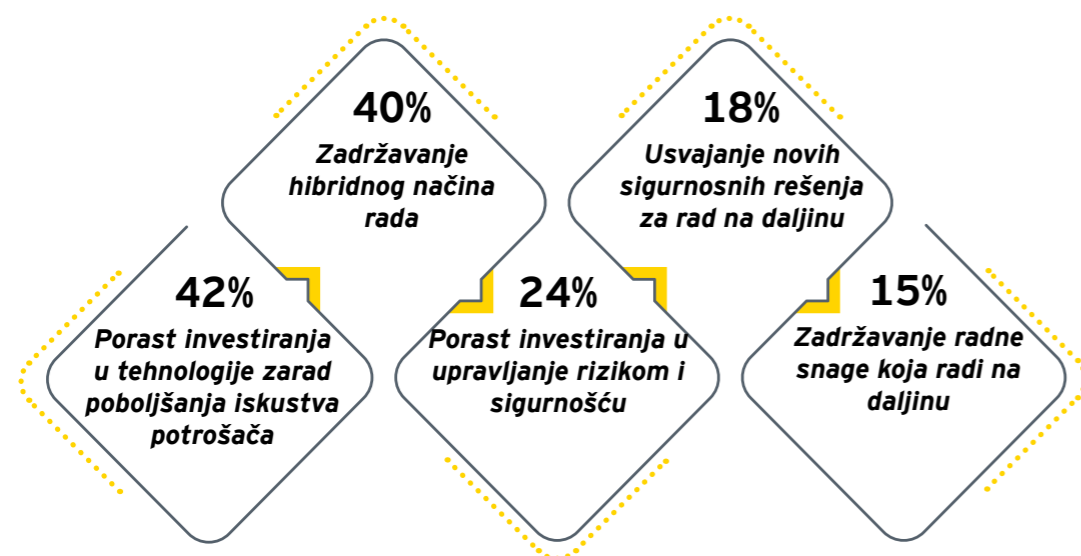 42%
Porast investiranja
u tehnologije zarad
poboljšanja iskustva
potrošača
40%
Zadržavanje
hibridnog načina
rada
24%
Porast investiranja u
upravljanje rizikom i
sigurnošću
18%
Usvajanje novih
sigurnosnih rešenja
za rad na daljinu
15%
Zadržavanje radne
snage koja radi na
daljinu